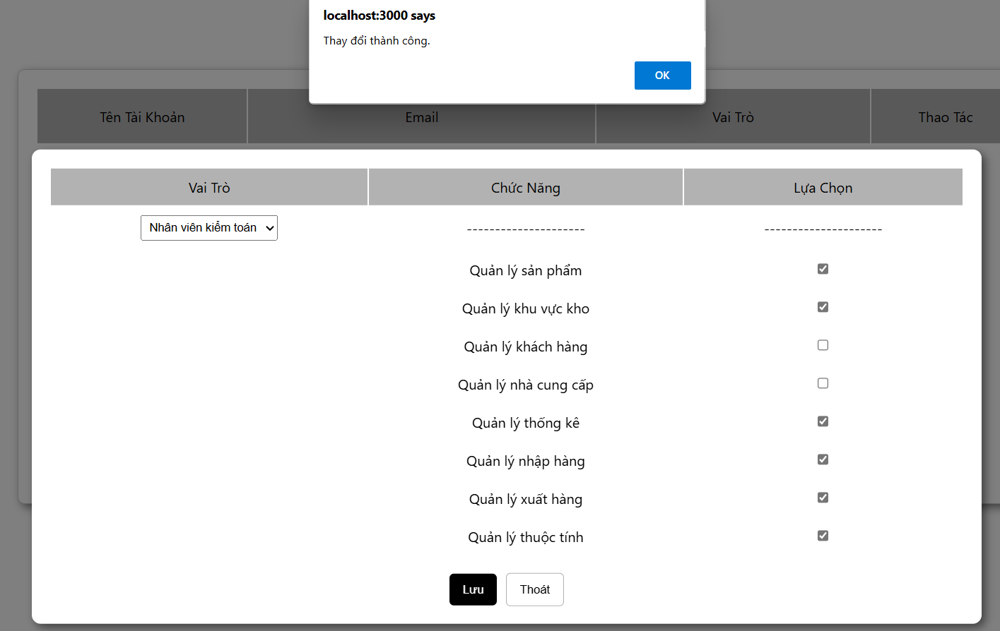 localhost:3000 says
Thay đổi thành công.
OK
Tên Tài Khoản Email Vai Trò Thao Tác
Vai Trò Chức Năng Lựa Chọn
Nhân viên kiểm toán --------------------- ---------------------
Quản lý sản phẩm
Quản lý khu vực kho
Quản lý khách hàng
Quản lý nhà cung cấp
Quản lý thống kê
Quản lý nhập hàng
Quản lý xuất hàng
Quản lý thuộc tính
Lưu Thoát